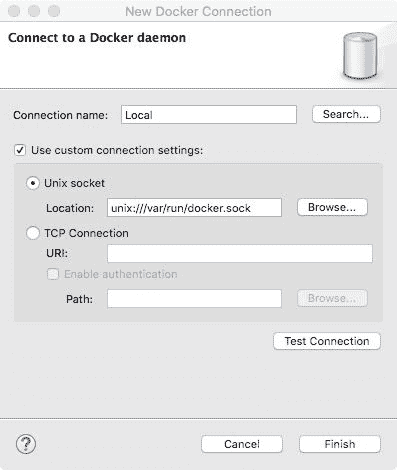 New Docker Connection
Connect to a Docker daemon
Connection name: Local Search...
Use custom connection settings:
Unix socket
Location: unix:///var/run/docker.sock Browse...
TCP Connection
URI:
Enable authentication
Path: Browse...
Test Connection
? Cancel Finish